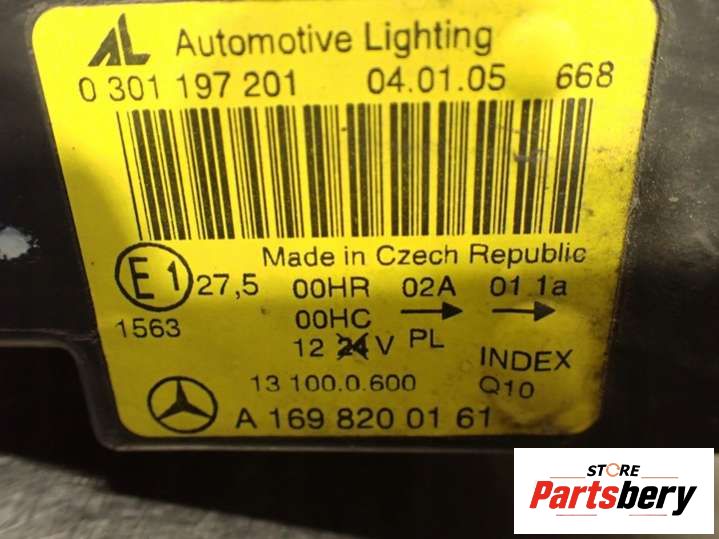 AL Automotive Lighting
0 301 197 201 04.01.05 668
Made in Czech Republic
E1 27,5 00HR 02A 01 1a
1563 00HC
12 24 V PL INDEX
13 100.0.600 Q10
A 169 820 01 61
STORE
Partsbery